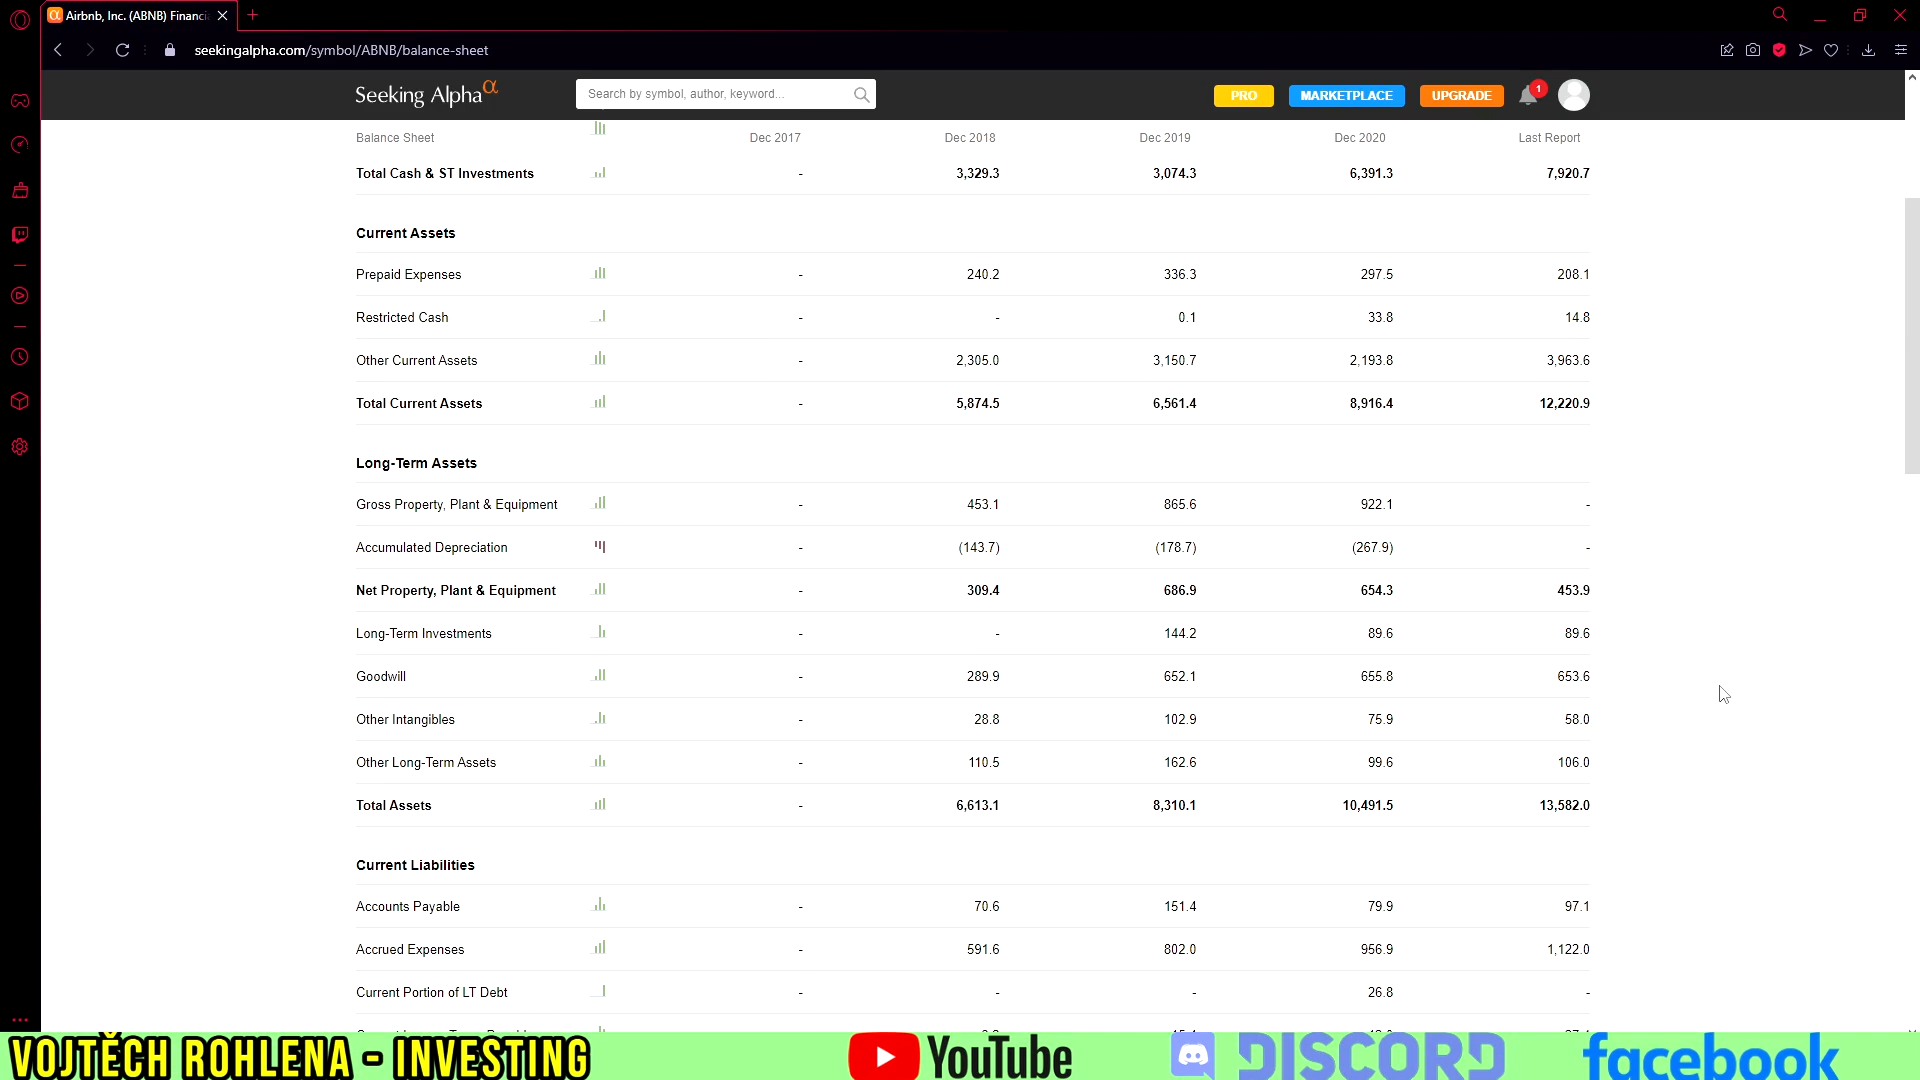 Airbnb, Inc. (ABNB) Financi
seekingalpha.com/symbol/ABNB/balance-sheet
Seeking Alpha α Search by symbol, author, keyword... PRO MARKETPLACE UPGRADE 1
Balance Sheet Dec 2017 Dec 2018 Dec 2019 Dec 2020 Last Report
Total Cash & ST Investments - 3,329.3 3,074.3 6,391.3 7,920.7
Current Assets
Prepaid Expenses - 240.2 336.3 297.5 208.1
Restricted Cash - - 0.1 33.8 14.8
Other Current Assets - 2,305.0 3,150.7 2,193.8 3,963.6
Total Current Assets - 5,874.5 6,561.4 8,916.4 12,220.9
Long-Term Assets
Gross Property, Plant & Equipment - 453.1 865.6 922.1 -
Accumulated Depreciation - (143.7) (178.7) (267.9) -
Net Property, Plant & Equipment - 309.4 686.9 654.3 453.9
Long-Term Investments - - 144.2 89.6 89.6
Goodwill - 289.9 652.1 655.8 653.6
Other Intangibles - 28.8 102.9 75.9 58.0
Other Long-Term Assets - 110.5 162.6 99.6 106.0
Total Assets - 6,613.1 8,310.1 10,491.5 13,582.0
Current Liabilities
Accounts Payable - 70.6 151.4 79.9 97.1
Accrued Expenses - 591.6 802.0 956.9 1,122.0
Current Portion of LT Debt - - - 26.8 -
VOJTĚCH ROHLENA - INVESTING YouTube DISCORD facebook